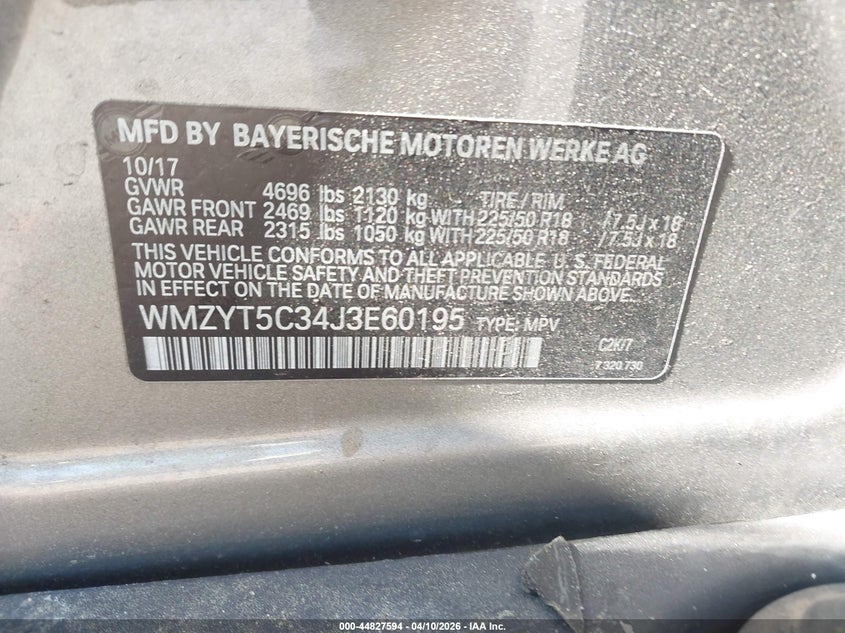 MFD BY BAYERISCHE MOTOREN WERKE AG
10/17
GVWR 4696 lbs 2130 kg TIRE / RIM
GAWR FRONT 2469 lbs 1120 kg WITH 225/50 R18 / 7.5J x 18
GAWR REAR 2315 lbs 1050 kg WITH 225/50 R18 / 7.5J x 18
THIS VEHICLE CONFORMS TO ALL APPLICABLE U.S. FEDERAL
MOTOR VEHICLE SAFETY AND THEFT PREVENTION STANDARDS
IN EFFECT ON THE DATE OF MANUFACTURE SHOWN ABOVE.
WMZYT5C34J3E60195 TYPE: MPV
C2K/7
7 320 730
000-44827594 - 04/10/2026 - IAA Inc.